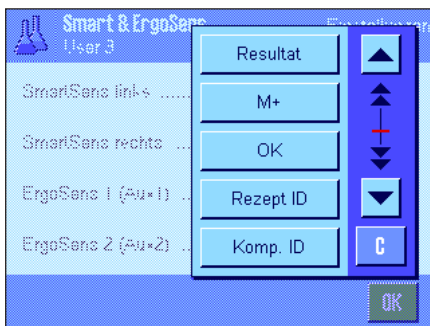 Smart & ErgoSens
User 3
SmartSens links ......
SmartSens rechts ...
ErgoSens 1 (Aux1) ..
ErgoSens 2 (Aux2) ..
Resultat
M+
OK
Rezept ID
Komp. ID
C
OK